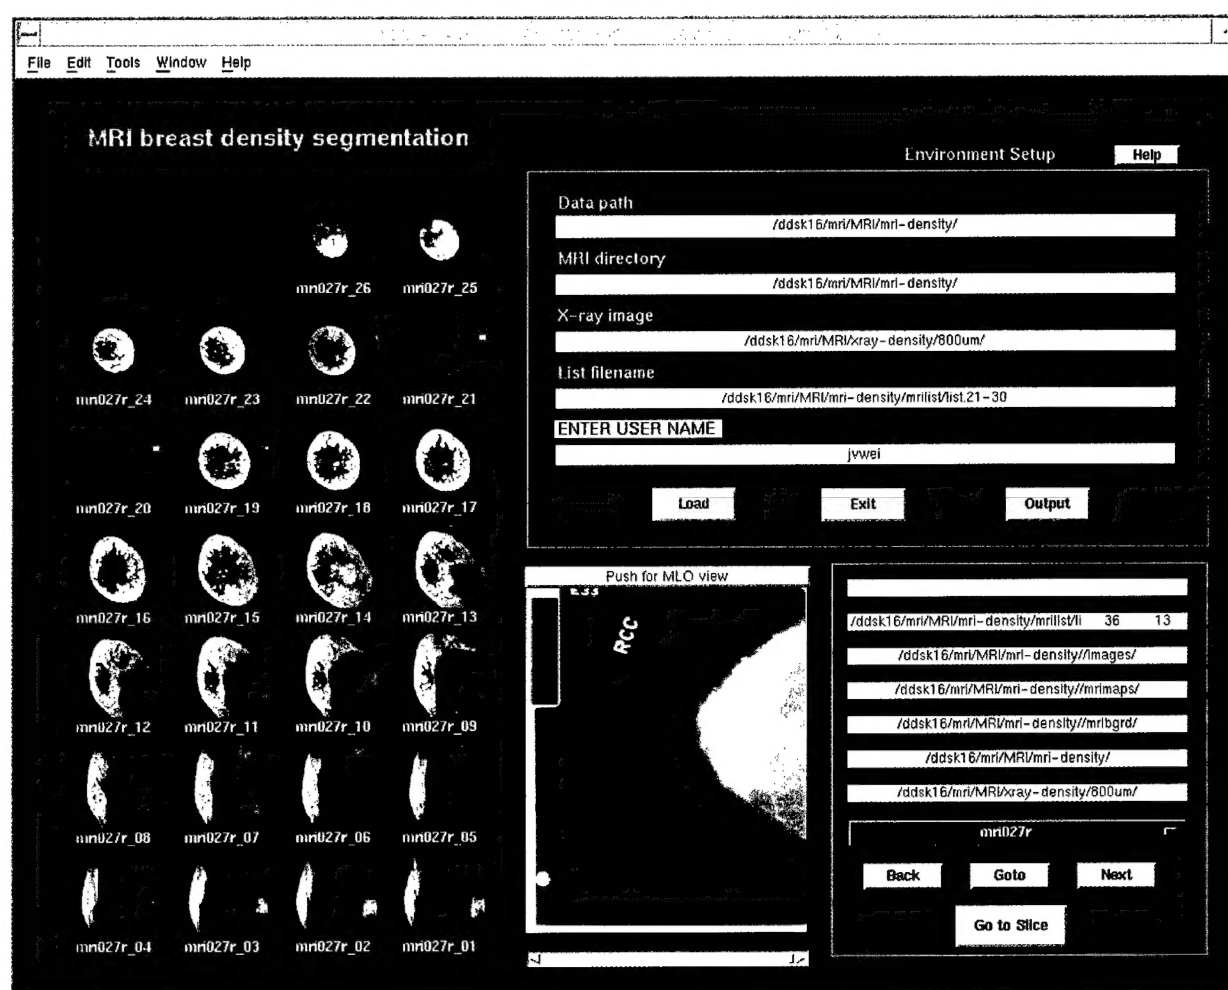 File Edit Tools Window Help
MRI breast density segmentation
mri027r_26 mri027r_25
mri027r_24 mri027r_23 mri027r_22 mri027r_21
mri027r_20 mri027r_19 mri027r_18 mri027r_17
mri027r_16 mri027r_15 mri027r_14 mri027r_13
mri027r_12 mri027r_11 mri027r_10 mri027r_09
mri027r_08 mri027r_07 mri027r_06 mri027r_05
mri027r_04 mri027r_03 mri027r_02 mri027r_01
Environment Setup Help
Data path
/ddsk16/mri/MRI/mri-density/
MRI directory
/ddsk16/mri/MRI/mri-density/
X-ray image
/ddsk16/mri/MRI/xray-density/800um/
List filename
/ddsk16/mri/MRI/mri-density/mrilist/list.21-30
ENTER USER NAME
jvwei
Load Exit Output
Push for MLO view
RCC
/ddsk16/mri/MRI/mri-density/mrilist/li 36 13
/ddsk16/mri/MRI/mri-density//images/
/ddsk16/mri/MRI/mri-density//mrimaps/
/ddsk16/mri/MRI/mri-density//mribgrd/
/ddsk16/mri/MRI/mri-density/
/ddsk16/mri/MRI/xray-density/800um/
mri027r
Back Goto Next
Go to Slice